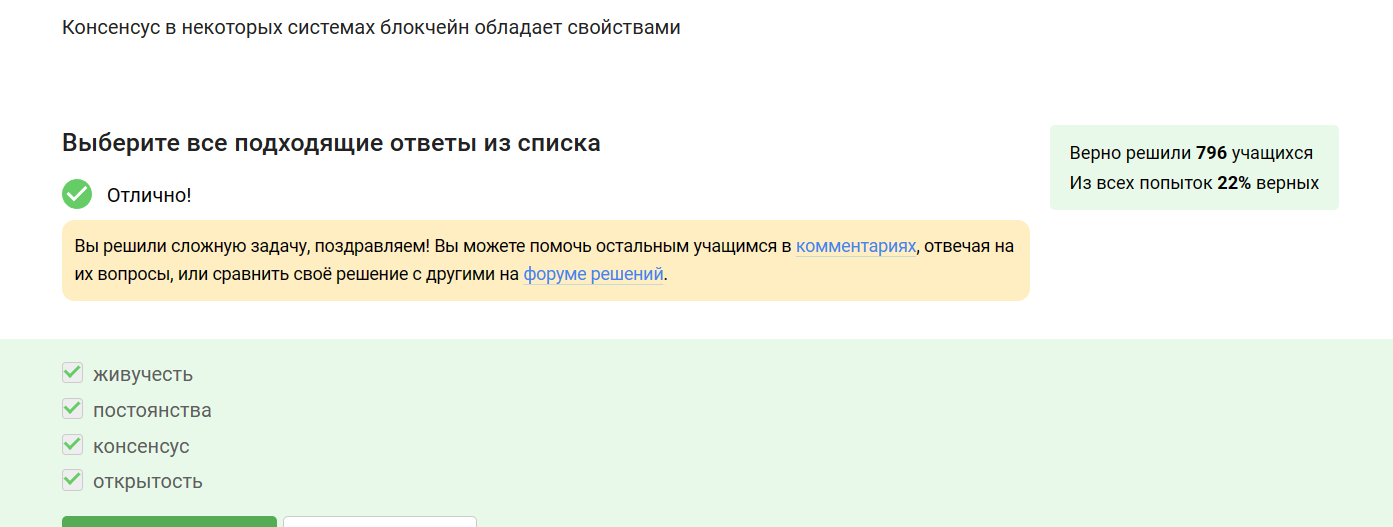 Консенсус в некоторых системах блокчейн обладает свойствами
Выберите все подходящие ответы из списка
Верно решили 796 учащихся
Из всех попыток 22% верных
Отлично!
Вы решили сложную задачу, поздравляем! Вы можете помочь остальным учащимся в комментариях, отвечая на
их вопросы, или сравнить своё решение с другими на форуме решений.
живучесть
постоянства
консенсус
открытость